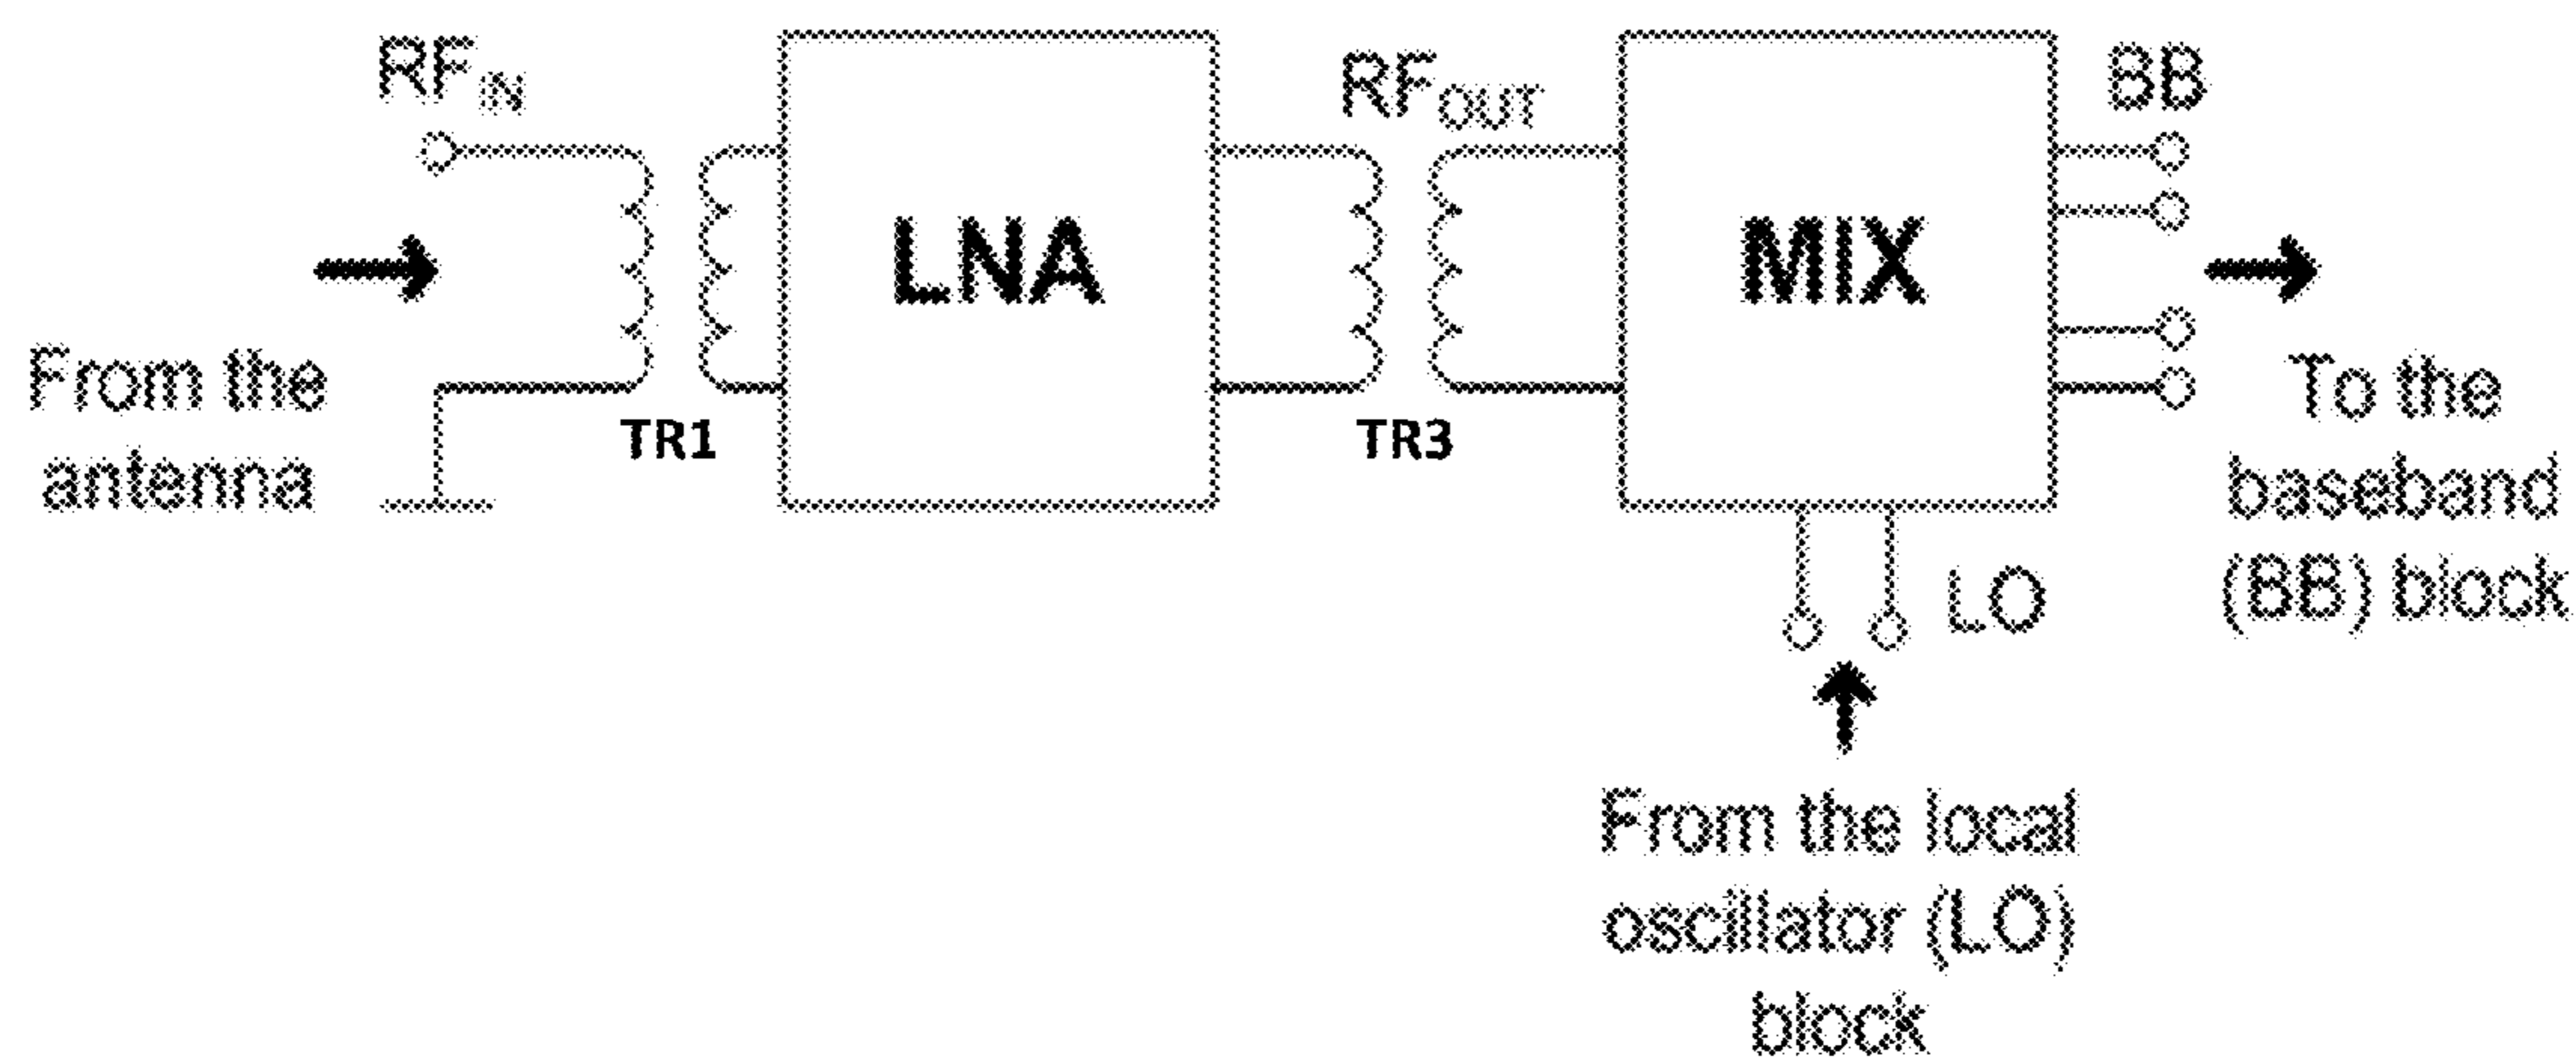 RF_IN
RF_OUT
BB
LNA
MIX
From the
antenna
TR1
TR3
To the
baseband
(BB) block
LO
From the local
oscillator (LO)
block